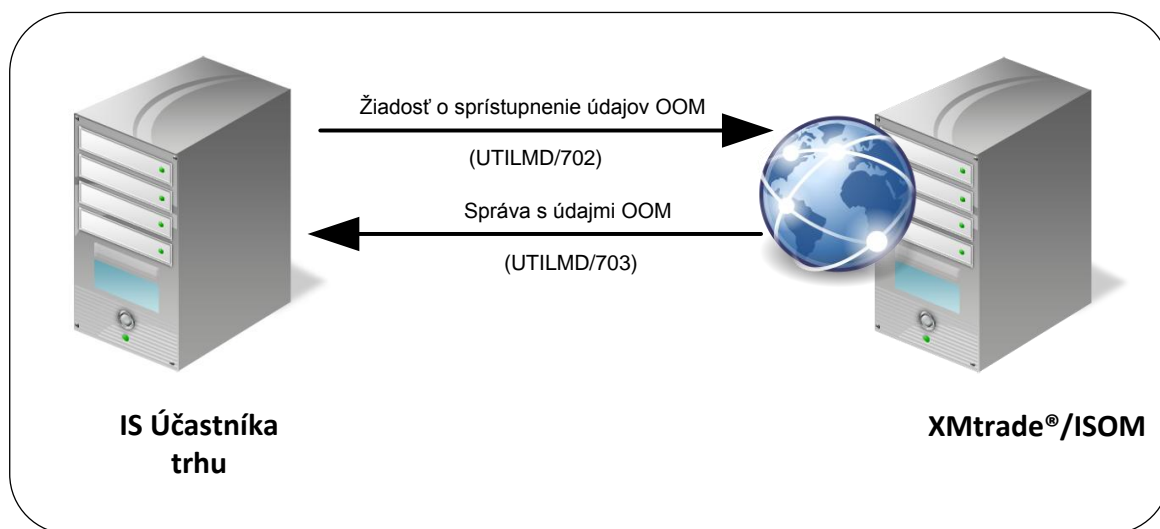 Žiadosť o sprístupnenie údajov OOM
(UTILMD/702)
Správa s údajmi OOM
(UTILMD/703)
IS Účastníka
trhu
XMtrade®/ISOM